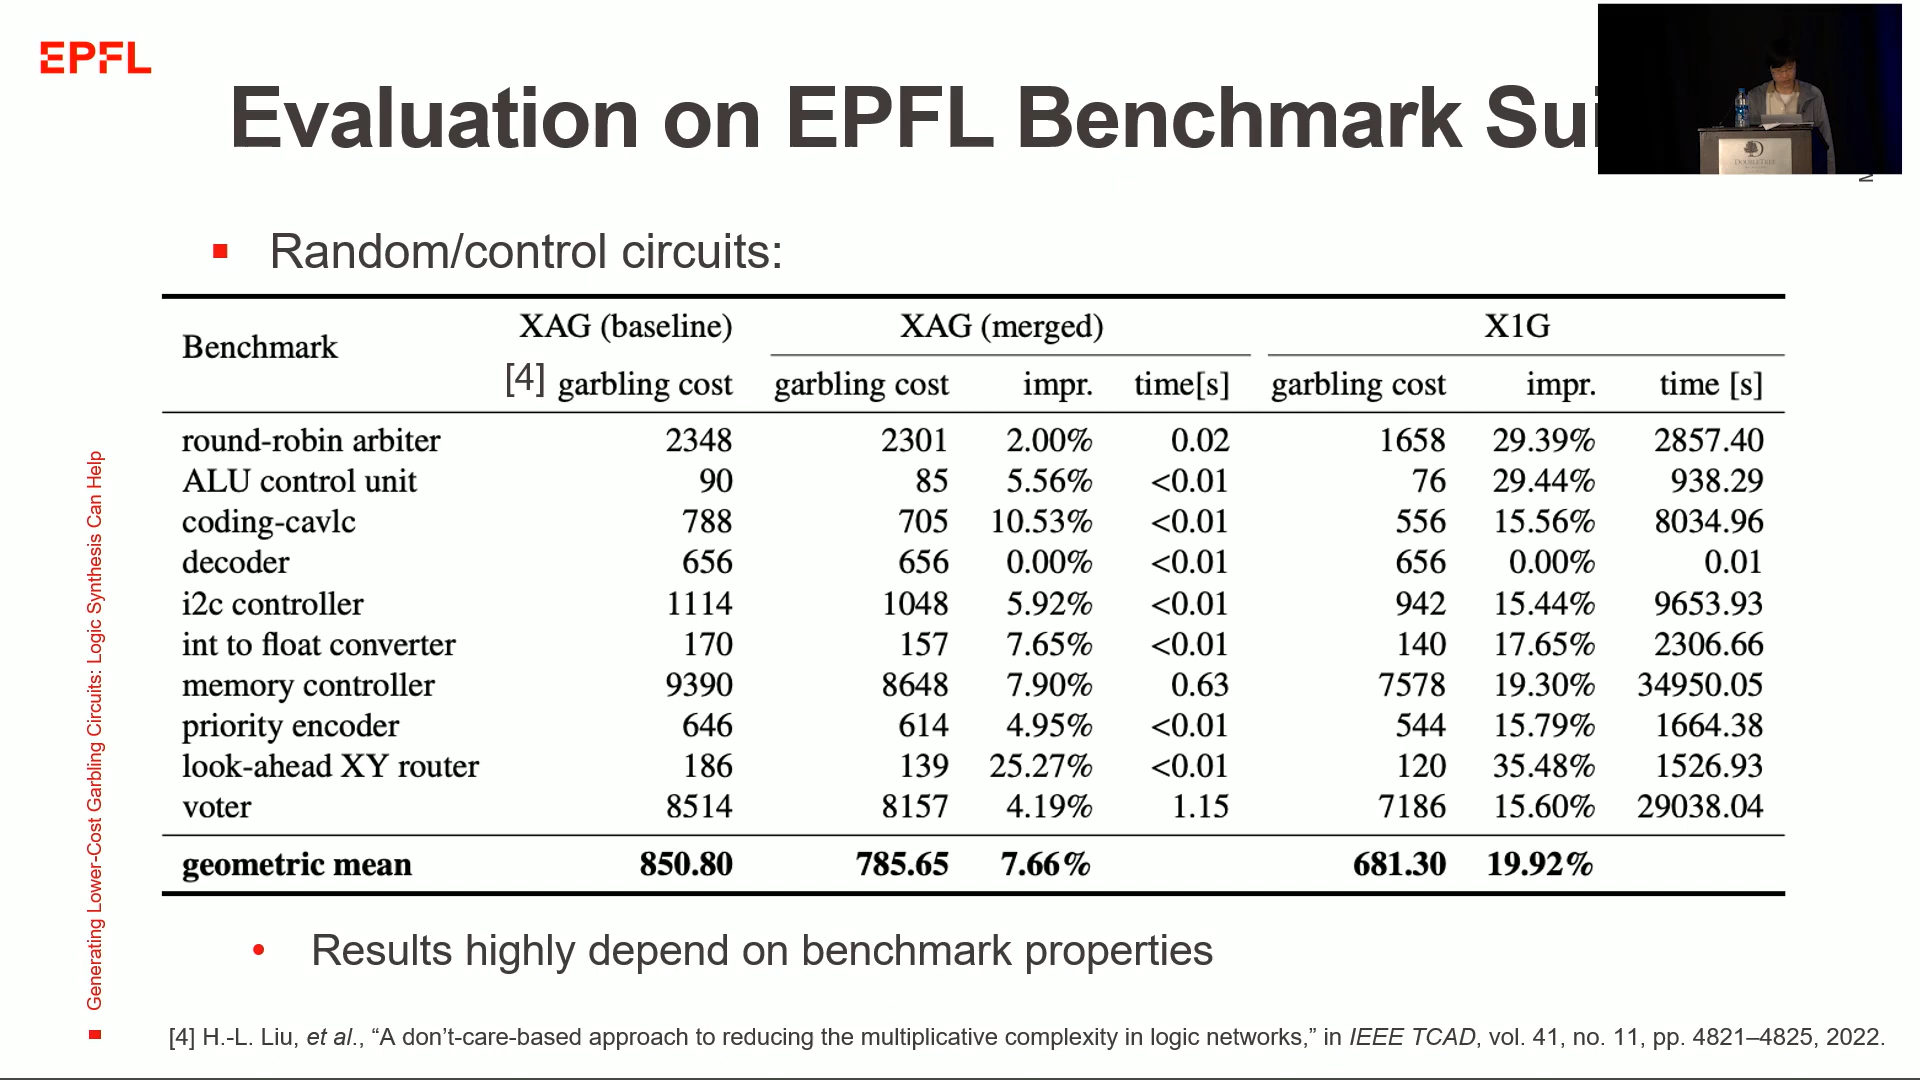 EPFL
Evaluation on EPFL Benchmark Sui
DOUBLETREE
N
Random/control circuits:
Benchmark XAG (baseline) XAG (merged) X1G
[4] garbling cost garbling cost impr. time[s] garbling cost impr. time [s]
round-robin arbiter 2348 2301 2.00% 0.02 1658 29.39% 2857.40
ALU control unit 90 85 5.56% <0.01 76 29.44% 938.29
coding-cavlc 788 705 10.53% <0.01 556 15.56% 8034.96
decoder 656 656 0.00% <0.01 656 0.00% 0.01
i2c controller 1114 1048 5.92% <0.01 942 15.44% 9653.93
int to float converter 170 157 7.65% <0.01 140 17.65% 2306.66
memory controller 9390 8648 7.90% 0.63 7578 19.30% 34950.05
priority encoder 646 614 4.95% <0.01 544 15.79% 1664.38
look-ahead XY router 186 139 25.27% <0.01 120 35.48% 1526.93
voter 8514 8157 4.19% 1.15 7186 15.60% 29038.04
geometric mean 850.80 785.65 7.66% 681.30 19.92%
Results highly depend on benchmark properties
[4] H.-L. Liu, et al., “A don’t-care-based approach to reducing the multiplicative complexity in logic networks,” in IEEE TCAD, vol. 41, no. 11, pp. 4821–4825, 2022.
Generating Lower-Cost Garbling Circuits: Logic Synthesis Can Help